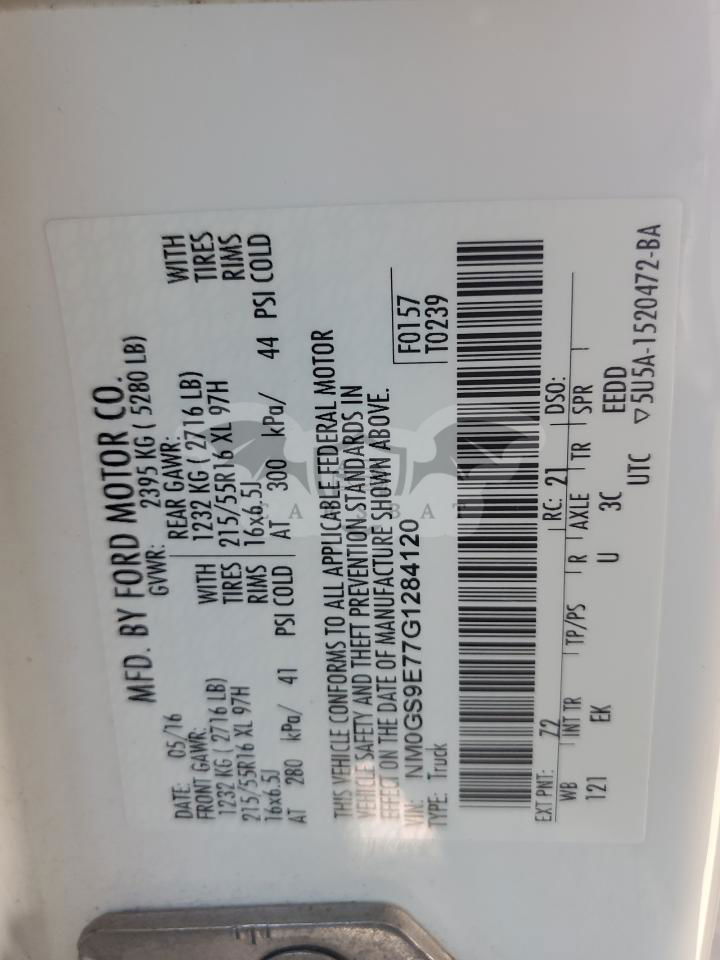 MFD. BY FORD MOTOR CO.
DATE: 05/16 GVWR: 2395 KG ( 5280 LB)
FRONT GAWR: REAR GAWR:
1232 KG ( 2716 LB) WITH 1232 KG ( 2716 LB) WITH
215/55R16 XL 97H TIRES 215/55R16 XL 97H TIRES
16x6.5J RIMS 16x6.5J RIMS
AT 280 kPa/ 41 PSI COLD AT 300 kPa/ 44 PSI COLD
THIS VEHICLE CONFORMS TO ALL APPLICABLE FEDERAL MOTOR
VEHICLE SAFETY AND THEFT PREVENTION STANDARDS IN
EFFECT ON THE DATE OF MANUFACTURE SHOWN ABOVE.
VIN: NM0GS9E77G1284120 F0157
TYPE: Truck T0239
EXT PNT: Z2 RC: 21 DSO:
WB INT TR TP/PS R AXLE TR SPR
121 EK U 3C EEDD
UTC ▽5U5A-1520472-BA
CARSBAT